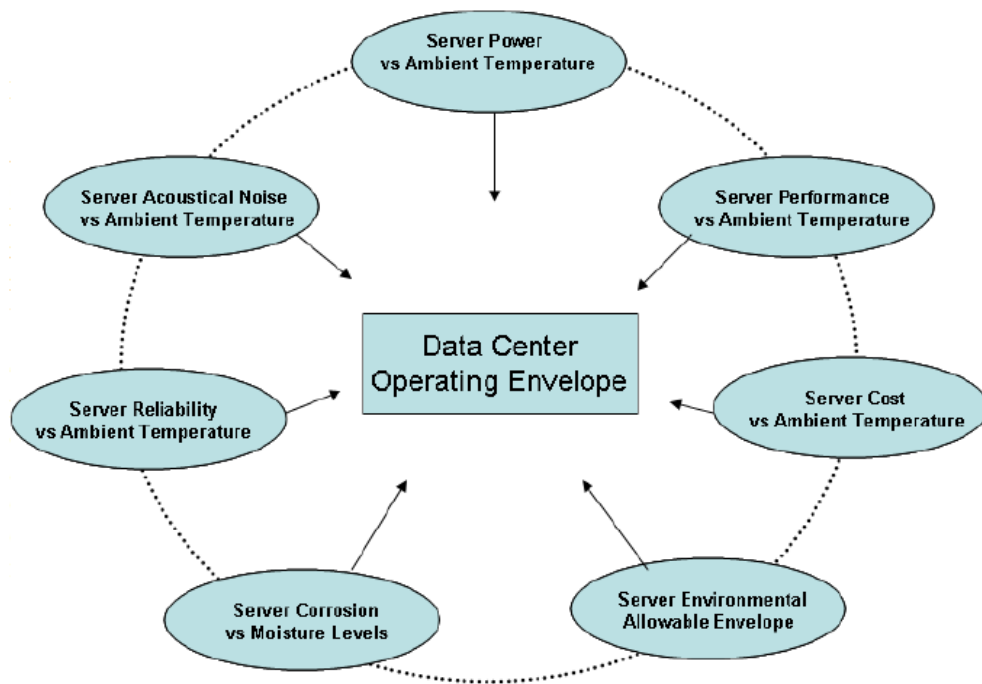 Server Power
vs Ambient Temperature
Server Acoustical Noise
vs Ambient Temperature
Server Performance
vs Ambient Temperature
Data Center
Operating Envelope
Server Reliability
vs Ambient Temperature
Server Cost
vs Ambient Temperature
Server Corrosion
vs Moisture Levels
Server Environmental
Allowable Envelope